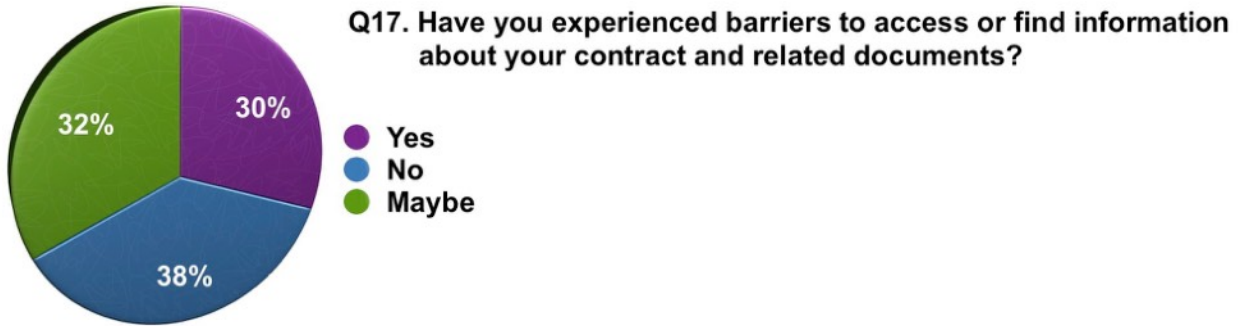 Q17. Have you experienced barriers to access or find information
about your contract and related documents?
32%
30%
38%
Yes
No
Maybe